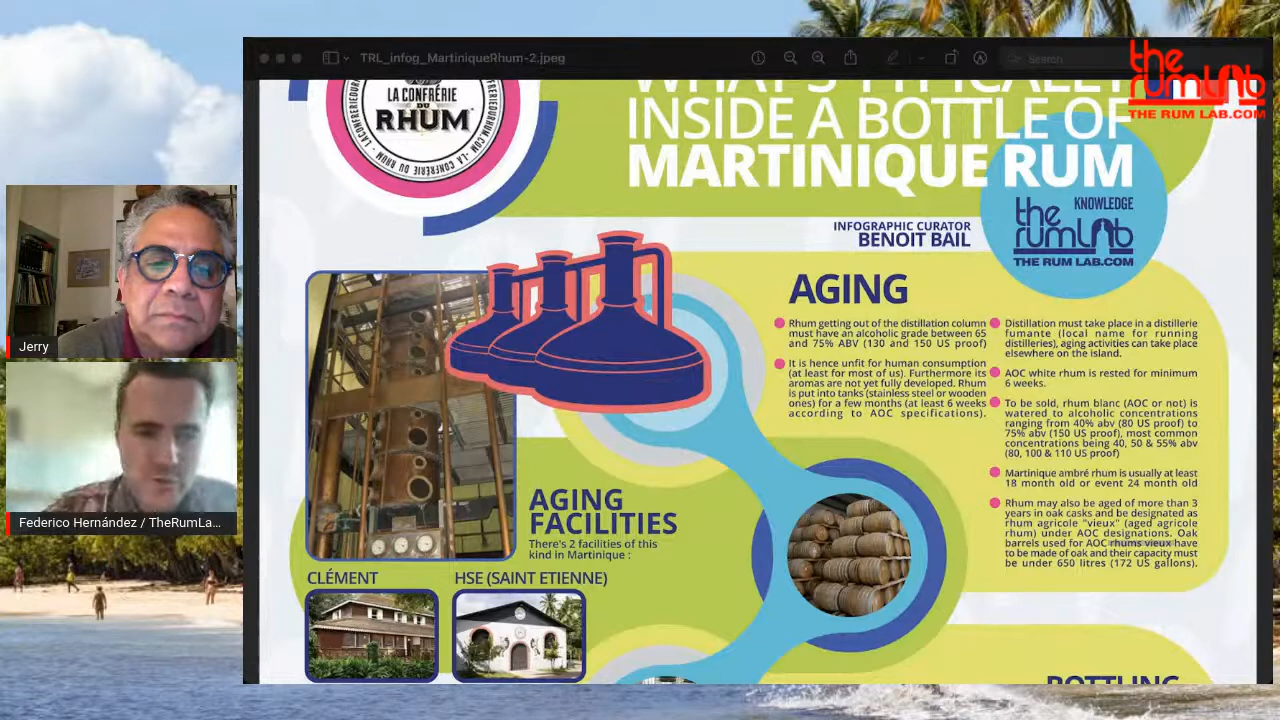 TRL_infog_MartiniqueRhum-2.jpeg
Search
the
rumlab
THE RUM LAB.COM
LA CONFRÉRIE
DU
RHUM
LA CONFRÉRIE DU RHUM
WHAT'S TYPICALLY
INSIDE A BOTTLE OF
MARTINIQUE RUM
KNOWLEDGE
the
rumlab
THE RUM LAB.COM
INFOGRAPHIC CURATOR
BENOIT BAIL
AGING
Rhum getting out of the distillation column
must have an alcoholic grade between 65
and 75% ABV (130 and 150 US proof)
It is hence unfit for human consumption
(at least for most of us). Furthermore its
aromas are not yet fully developed. Rhum
is put into tanks (stainless steel or wooden
ones) for a few months (at least 6 weeks
according to AOC specifications).
Distillation must take place in a distillerie
fumante (local name for running
distilleries), aging activities can take place
elsewhere on the island.
AOC white rhum is rested for minimum
6 weeks.
To be sold, rhum blanc (AOC or not) is
watered to alcoholic concentrations
ranging from 40% abv (80 US proof) to
75% abv (150 US proof), most common
concentrations being 40, 50 & 55% abv
(80, 100 & 110 US proof)
Martinique ambré rhum is usually at least
18 month old or event 24 month old
Rhum may also be aged of more than 3
years in oak casks and be designated as
rhum agricole "vieux" (aged agricole
rhum) under AOC designations. Oak
barrels used for AOC rhums vieux have
to be made of oak and their capacity must
be under 650 litres (172 US gallons).
AGING
FACILITIES
There's 2 facilities of this
kind in Martinique :
CLÉMENT
HSE (SAINT ETIENNE)
BOTTLING
Jerry
Federico Hernández / TheRumLa...